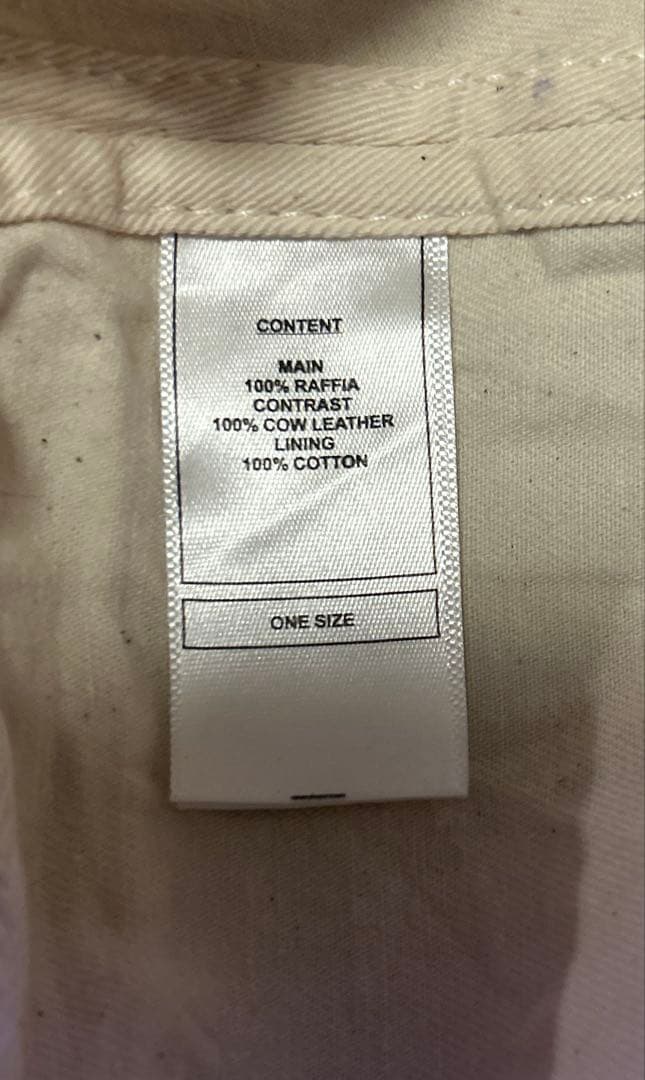 CONTENT
MAIN
100% RAFFIA
CONTRAST
100% COW LEATHER
LINING
100% COTTON
ONE SIZE